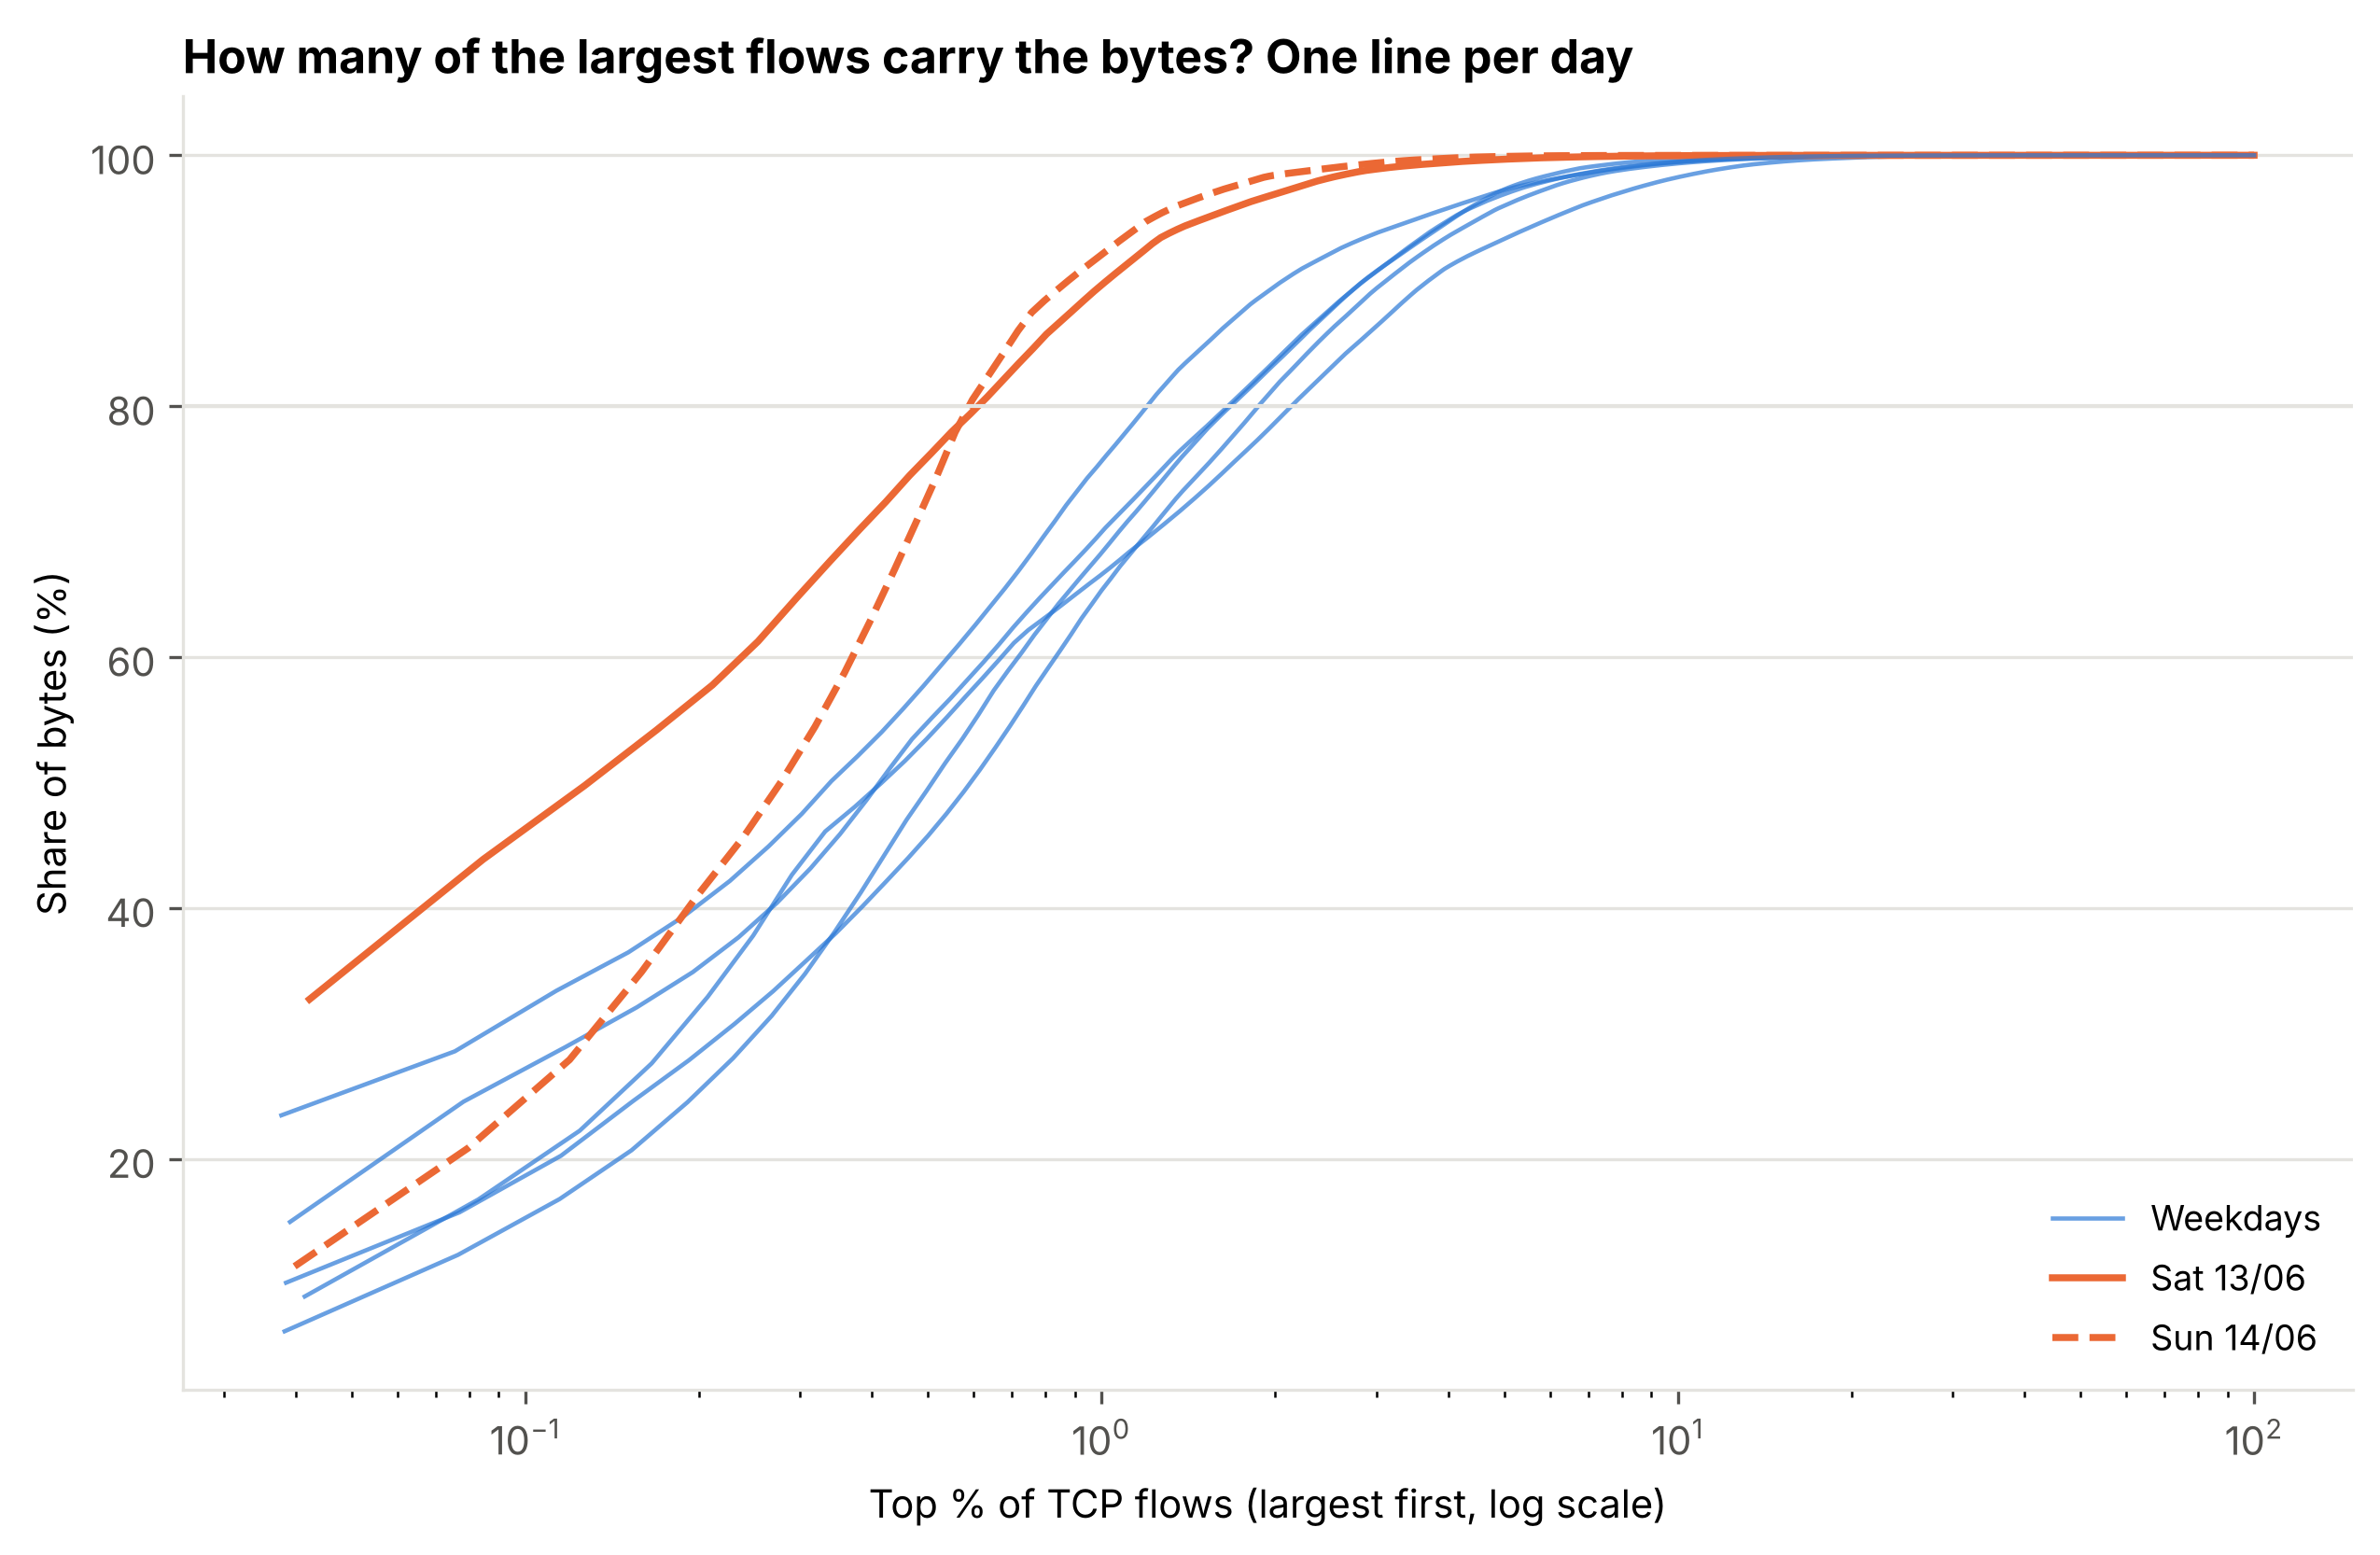 How many of the largest flows carry the bytes? One line per day
Share of bytes (%)
100
80
60
40
20
Weekdays
Sat 13/06
Sun 14/06
10⁻¹
10⁰
10¹
10²
Top % of TCP flows (largest first, log scale)